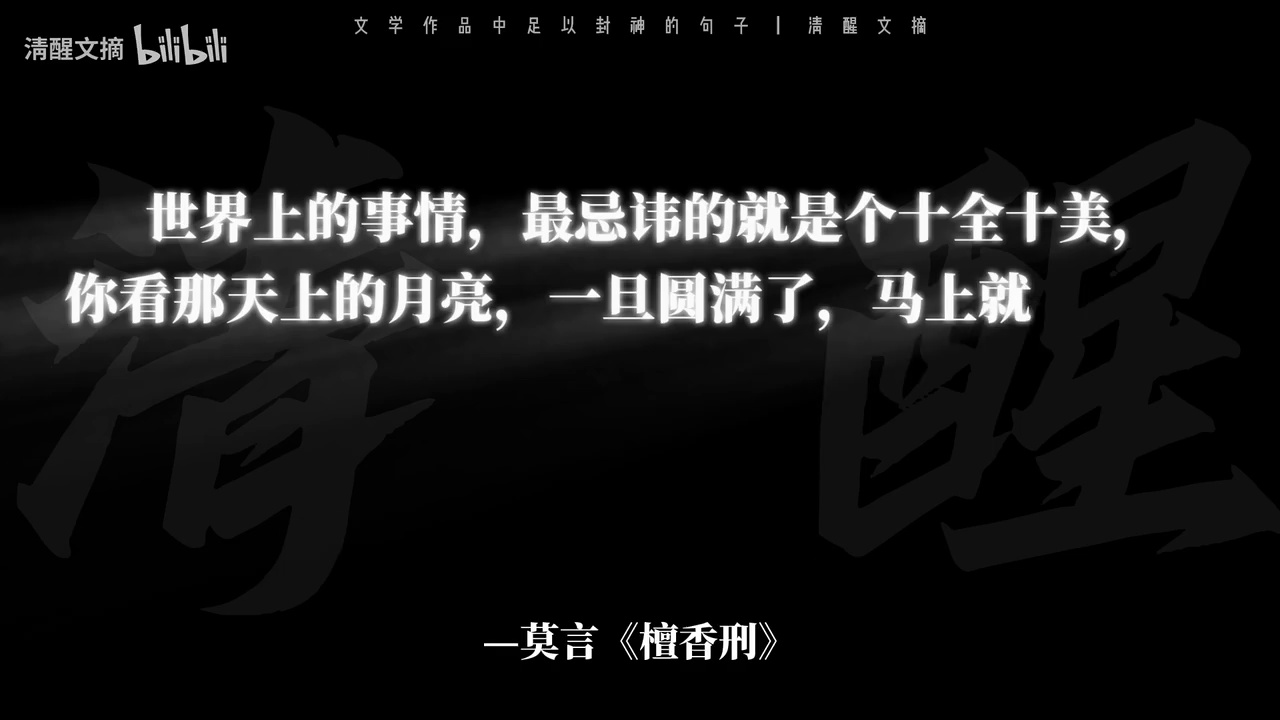 文学作品中足以封神的句子 | 清醒文摘
清醒文摘 bilibili
清醒
世界上的事情，最忌讳的就是个十全十美，
你看那天上的月亮，一旦圆满了，马上就
—莫言《檀香刑》